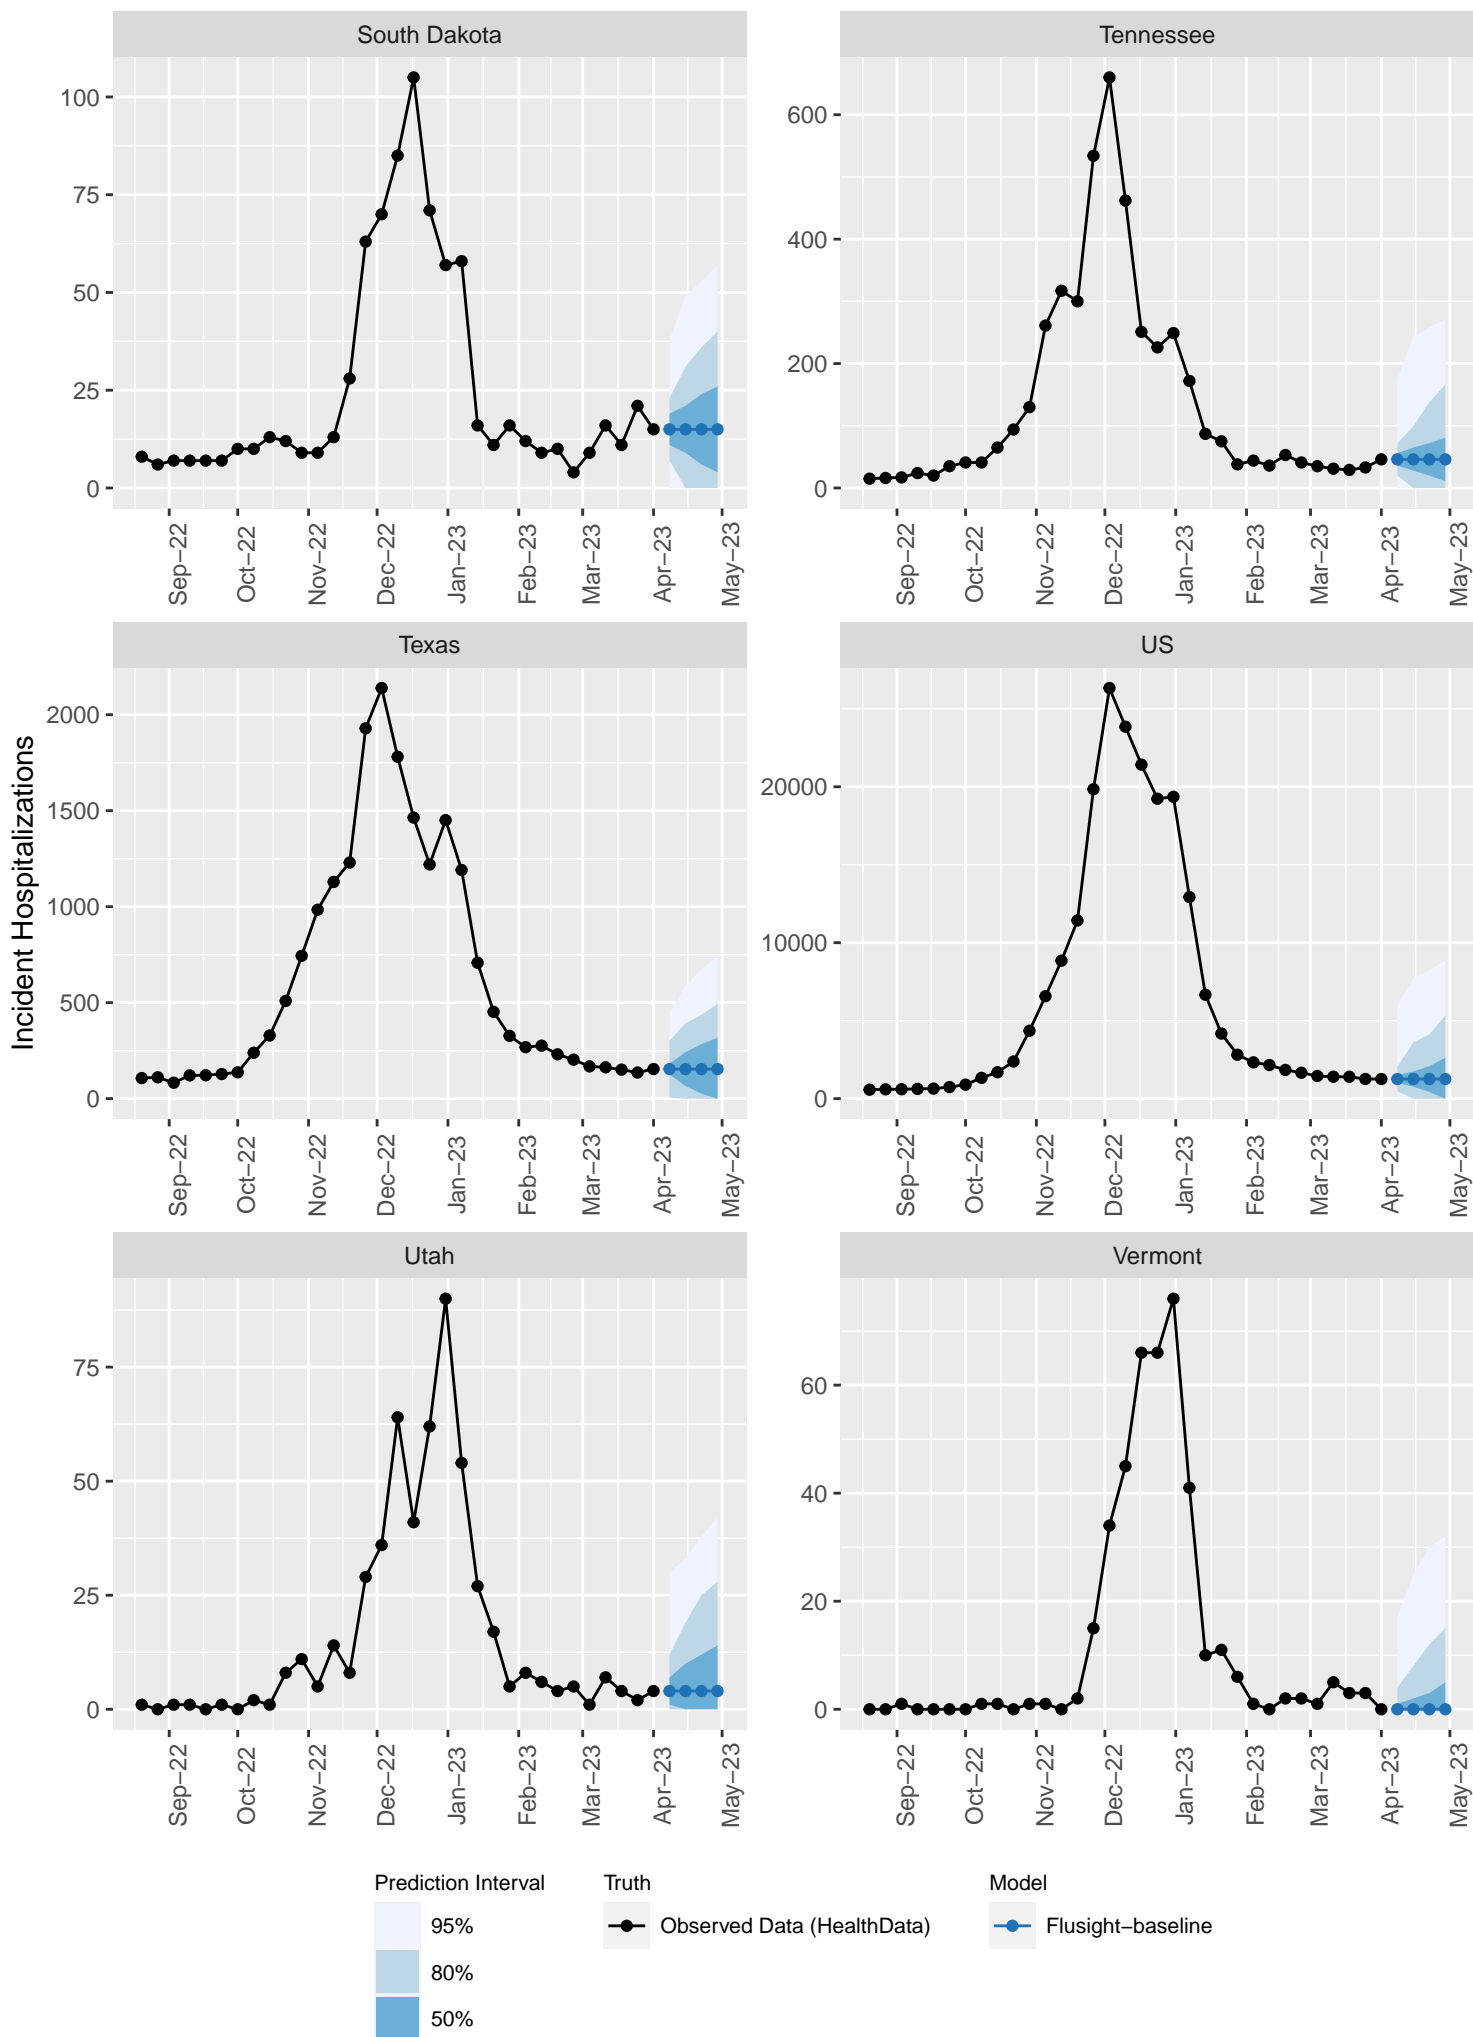 South Dakota
Tennessee
100
75
50
25
0
600
400
200
0
Sep−22
Oct−22
Nov−22
Dec−22
Jan−23
Feb−23
Mar−23
Apr−23
May−23
Sep−22
Oct−22
Nov−22
Dec−22
Jan−23
Feb−23
Mar−23
Apr−23
May−23
Incident Hospitalizations
Texas
US
2000
1500
1000
500
0
20000
10000
0
Sep−22
Oct−22
Nov−22
Dec−22
Jan−23
Feb−23
Mar−23
Apr−23
May−23
Sep−22
Oct−22
Nov−22
Dec−22
Jan−23
Feb−23
Mar−23
Apr−23
May−23
Utah
Vermont
75
50
25
0
60
40
20
0
Sep−22
Oct−22
Nov−22
Dec−22
Jan−23
Feb−23
Mar−23
Apr−23
May−23
Sep−22
Oct−22
Nov−22
Dec−22
Jan−23
Feb−23
Mar−23
Apr−23
May−23
Prediction Interval
95%
80%
50%
Truth
Observed Data (HealthData)
Model
Flusight−baseline